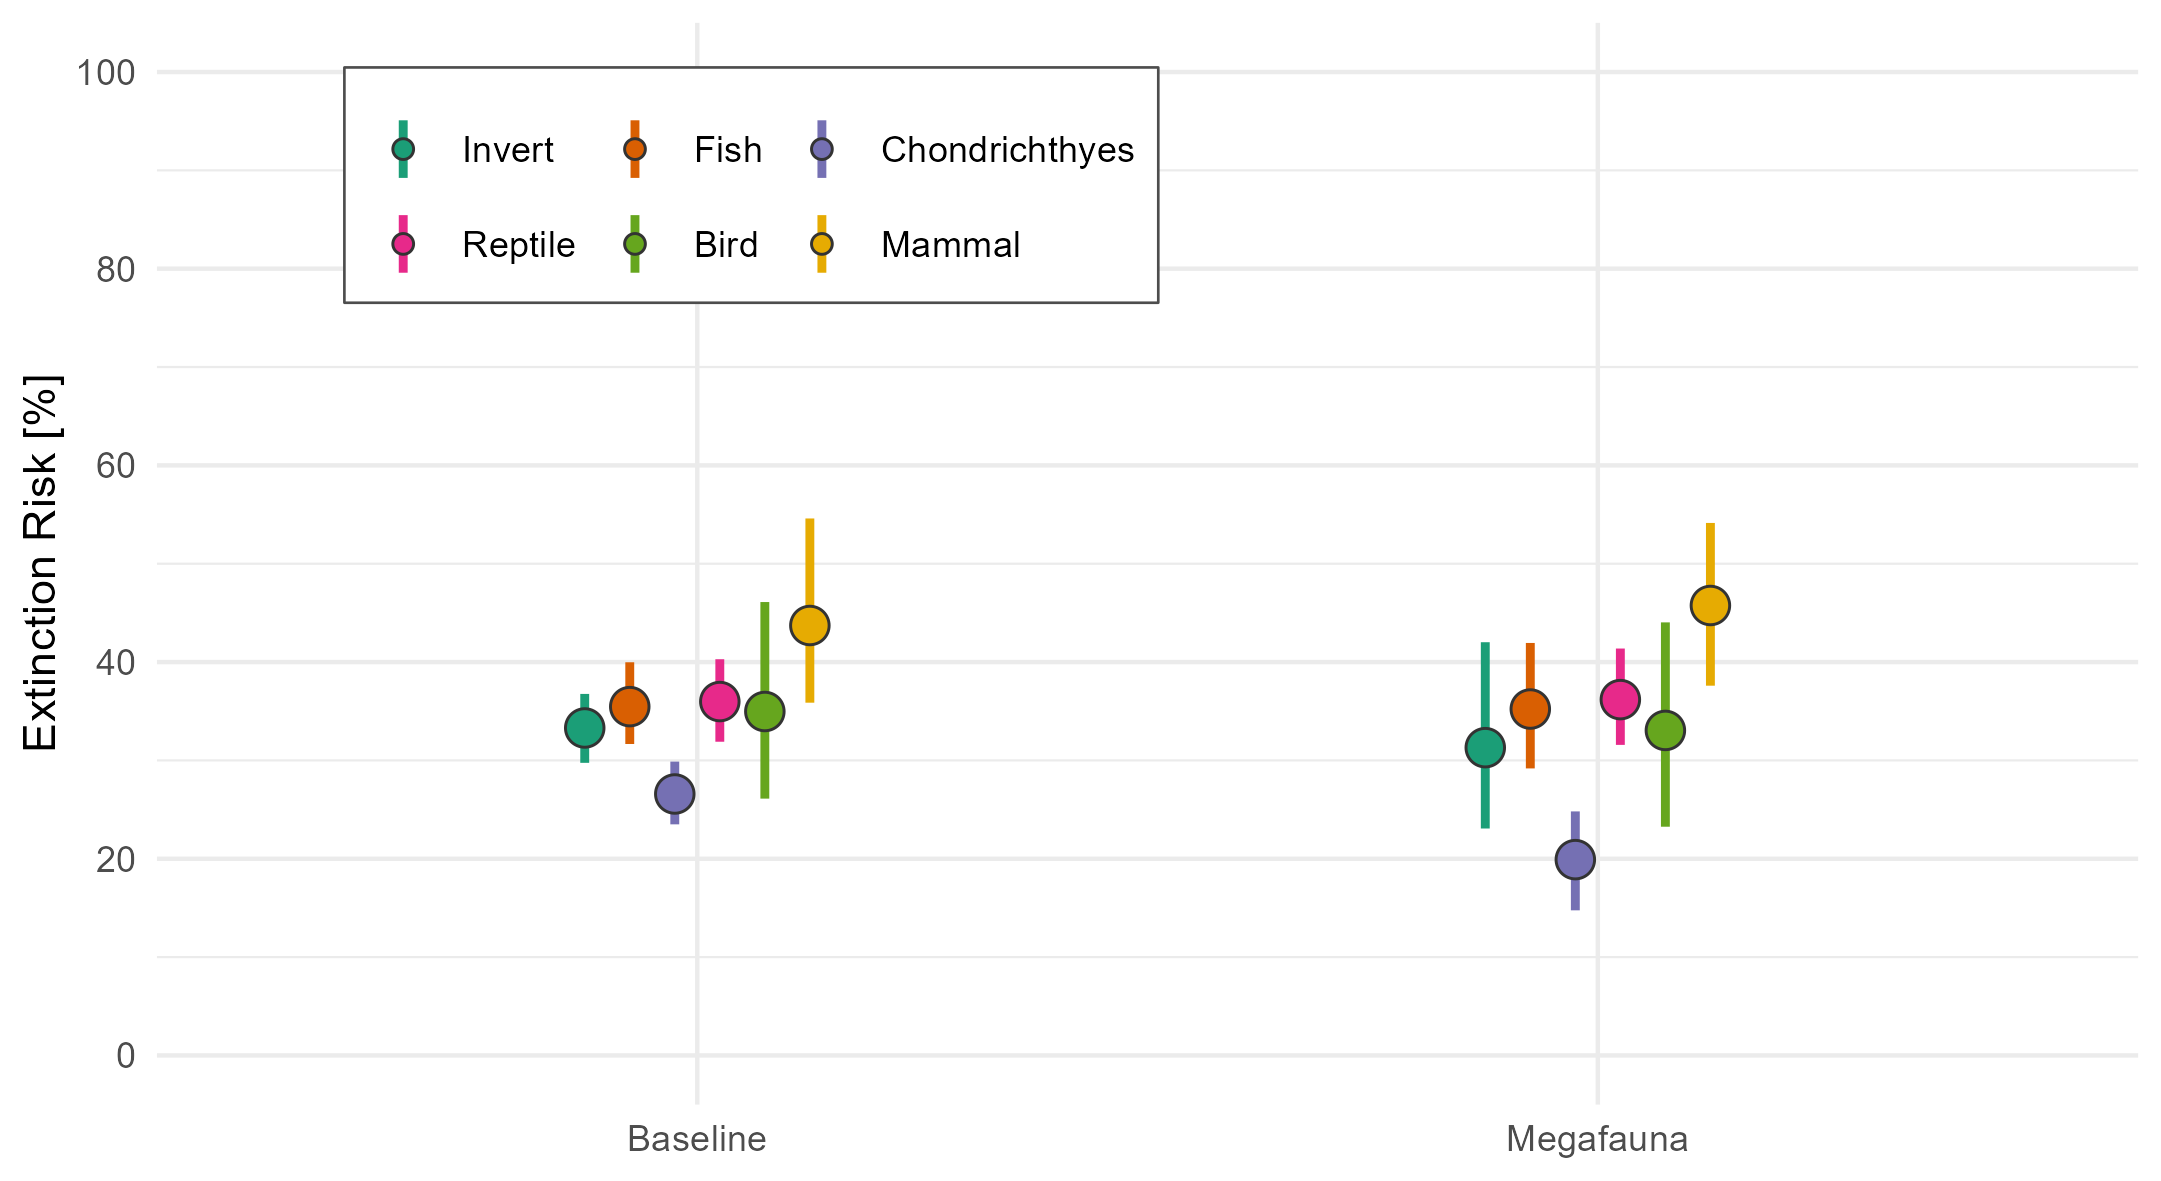 100
80
60
40
20
0
Extinction Risk [%]
Invert Fish Chondrichthyes
Reptile Bird Mammal
Baseline Megafauna